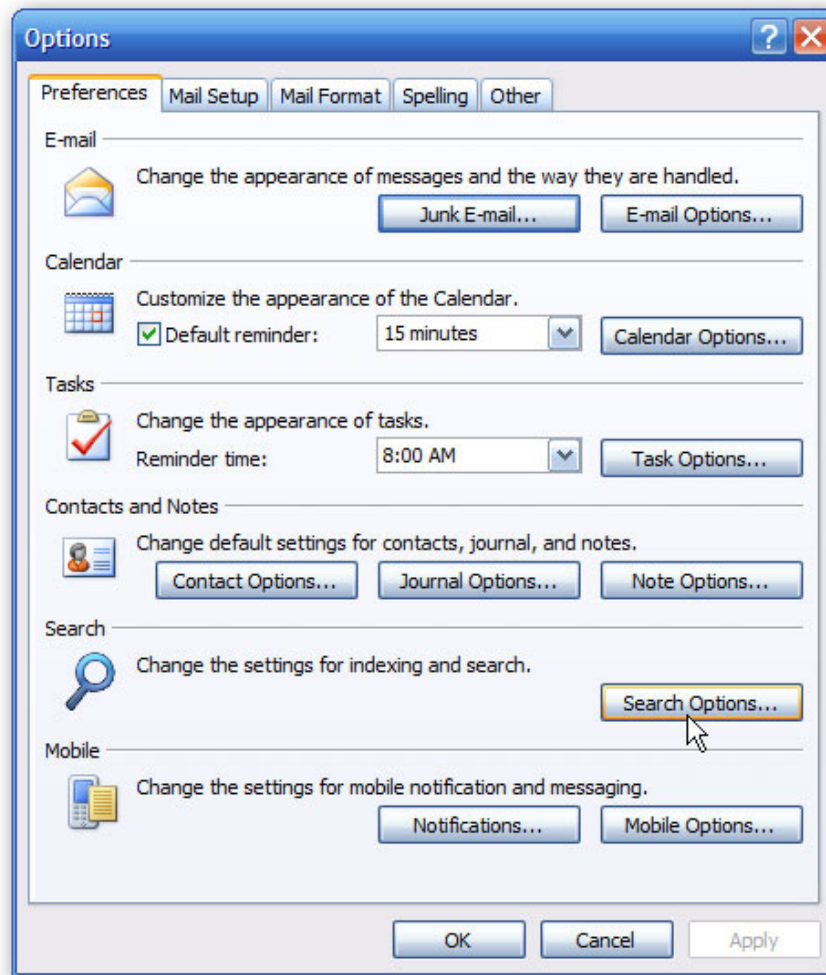 Options
Preferences Mail Setup Mail Format Spelling Other
E-mail
Change the appearance of messages and the way they are handled.
Junk E-mail... E-mail Options...
Calendar
Customize the appearance of the Calendar.
Default reminder: 15 minutes Calendar Options...
Tasks
Change the appearance of tasks.
Reminder time: 8:00 AM Task Options...
Contacts and Notes
Change default settings for contacts, journal, and notes.
Contact Options... Journal Options... Note Options...
Search
Change the settings for indexing and search.
Search Options...
Mobile
Change the settings for mobile notification and messaging.
Notifications... Mobile Options...
OK Cancel Apply